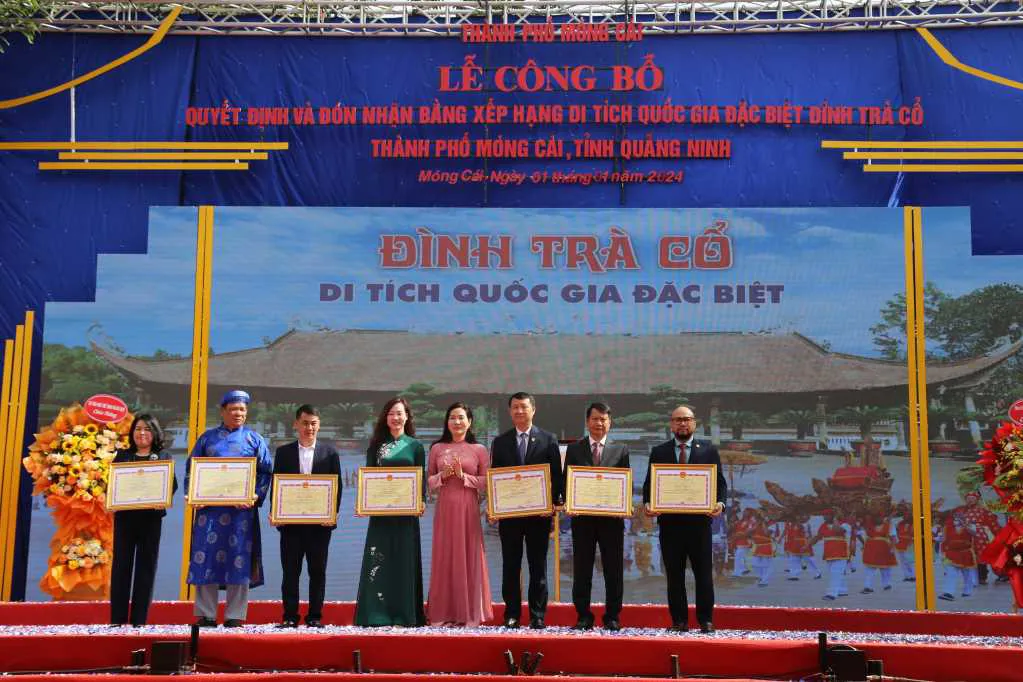 THÀNH PHỐ MÓNG CÁI
LỄ CÔNG BỐ
QUYẾT ĐỊNH VÀ ĐÓN NHẬN BẰNG XẾP HẠNG DI TÍCH QUỐC GIA ĐẶC BIỆT ĐÌNH TRÀ CỔ
THÀNH PHỐ MÓNG CÁI, TỈNH QUẢNG NINH
Móng Cái, Ngày 01 tháng 01 năm 2024
ĐÌNH TRÀ CỔ
DI TÍCH QUỐC GIA ĐẶC BIỆT
Chúc Mừng